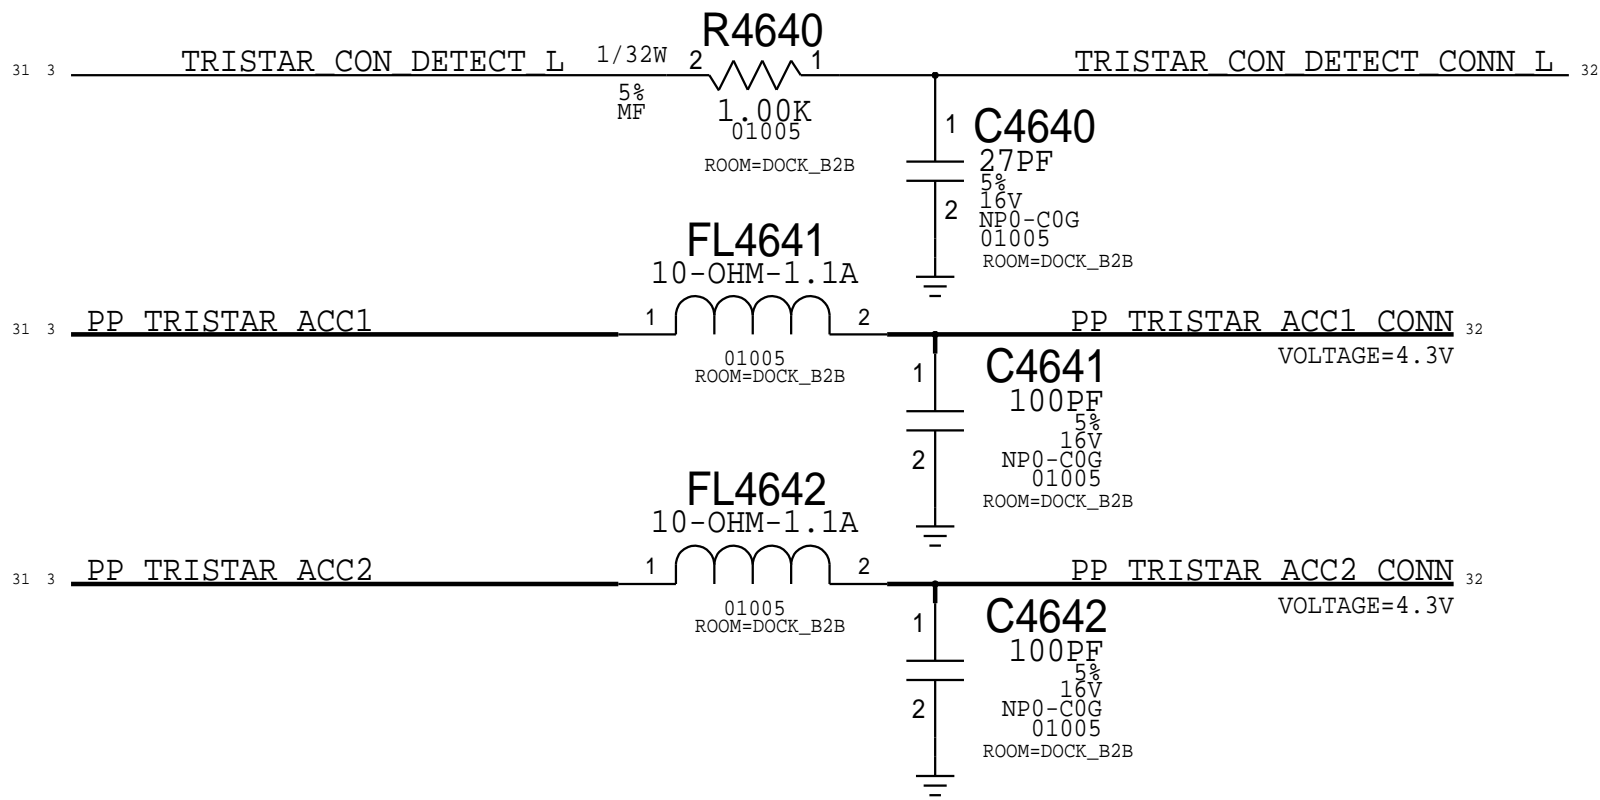 R4640
31 3 TRISTAR_CON_DETECT_L 1/32W 2 1 TRISTAR_CON_DETECT_CONN_L 32
5%
MF
1.00K
01005
ROOM=DOCK_B2B
1 C4640
27PF
5%
16V
2 NP0-C0G
01005
ROOM=DOCK_B2B
FL4641
10-OHM-1.1A
31 3 PP_TRISTAR_ACC1 1 2 PP_TRISTAR_ACC1_CONN 32
VOLTAGE=4.3V
01005
ROOM=DOCK_B2B
1 C4641
100PF
5%
16V
2 NP0-C0G
01005
ROOM=DOCK_B2B
FL4642
10-OHM-1.1A
31 3 PP_TRISTAR_ACC2 1 2 PP_TRISTAR_ACC2_CONN 32
VOLTAGE=4.3V
01005
ROOM=DOCK_B2B
1 C4642
100PF
5%
16V
2 NP0-C0G
01005
ROOM=DOCK_B2B